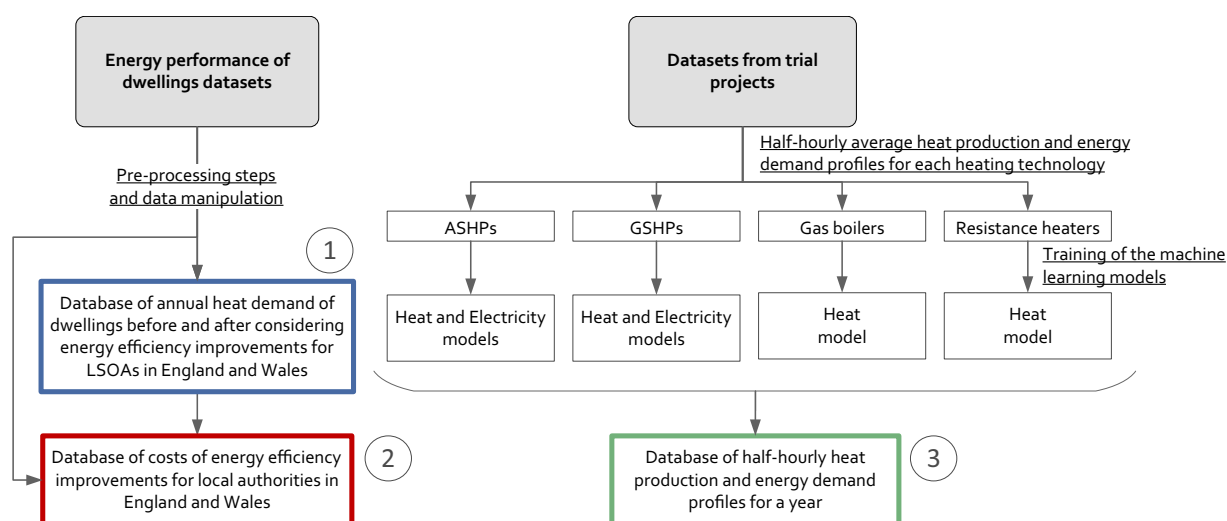 Energy performance of
dwellings datasets
Pre-processing steps
and data manipulation
1
Database of annual heat demand of
dwellings before and after considering
energy efficiency improvements for
LSOAs in England and Wales
2
Database of costs of energy efficiency
improvements for local authorities in
England and Wales
Datasets from trial
projects
Half-hourly average heat production and energy
demand profiles for each heating technology
ASHPs
GSHPs
Gas boilers
Resistance heaters
Training of the machine
learning models
Heat and Electricity
models
Heat and Electricity
models
Heat
model
Heat
model
3
Database of half-hourly heat
production and energy demand
profiles for a year